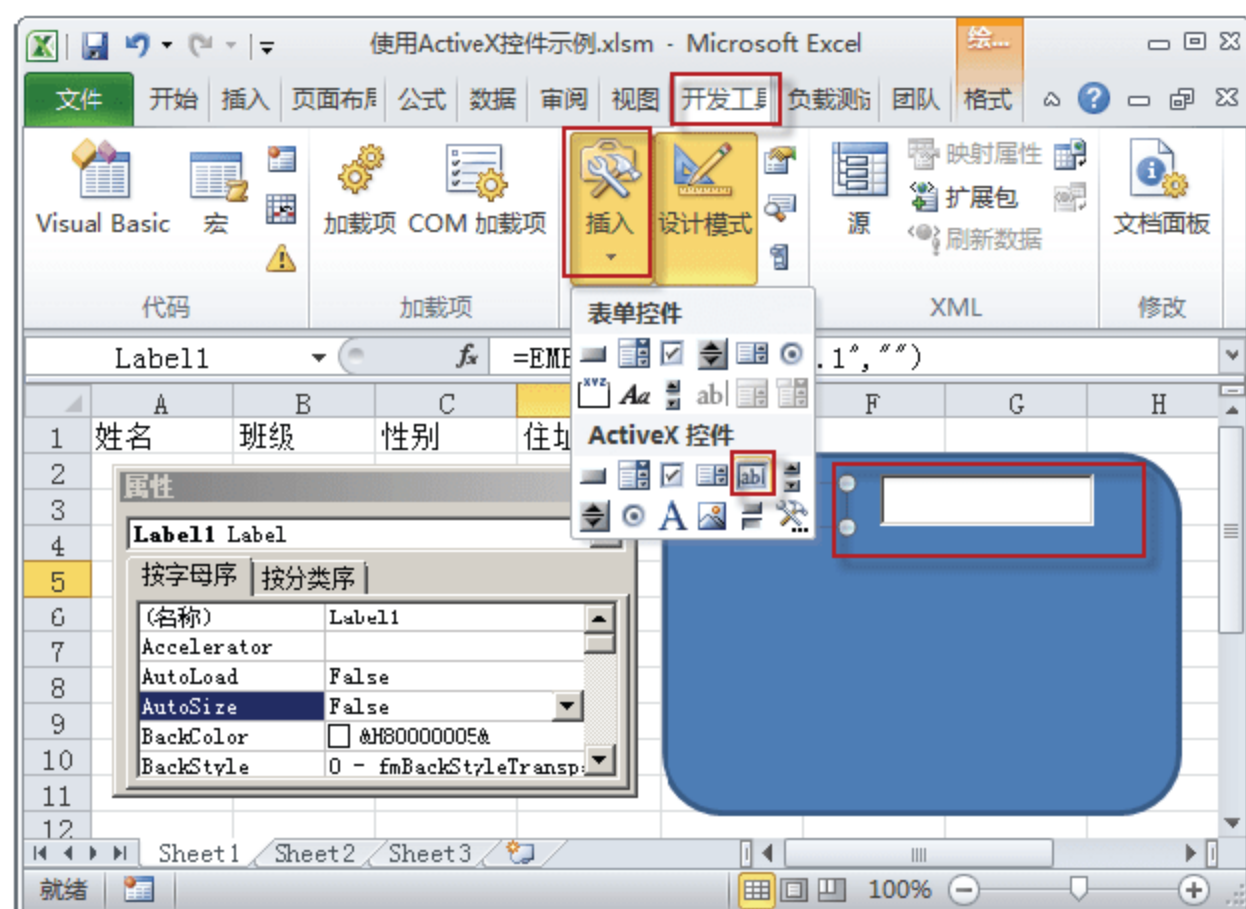 使用ActiveX控件示例.xlsm - Microsoft Excel
绘...
文件 开始 插入 页面布局 公式 数据 审阅 视图 开发工具 负载测试 团队 格式
Visual Basic 宏 加载项 COM 加载项 插入 设计模式 源 映射属性 扩展包 刷新数据 文档面板
代码 加载项 XML 修改
表单控件
Label1 fx =EME .1","")
XYZ Aa ab|
A B C F G H
ActiveX 控件
1 姓名 班级 性别 住址
ab|
2
属性
3
A
4 Label1 Label
5 按字母序 按分类序
6 (名称) Label1
7 Accelerator
8 AutoLoad False
AutoSize False
9 BackColor &H80000005&
10 BackStyle 0 - fmBackStyleTransp
11
12
Sheet1 Sheet2 Sheet3
就绪 100%